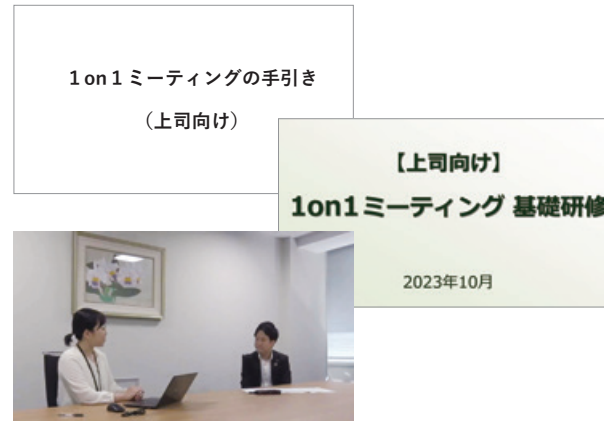 1on1ミーティングの手引き
（上司向け）
【上司向け】
1on1ミーティング 基礎研修
2023年10月